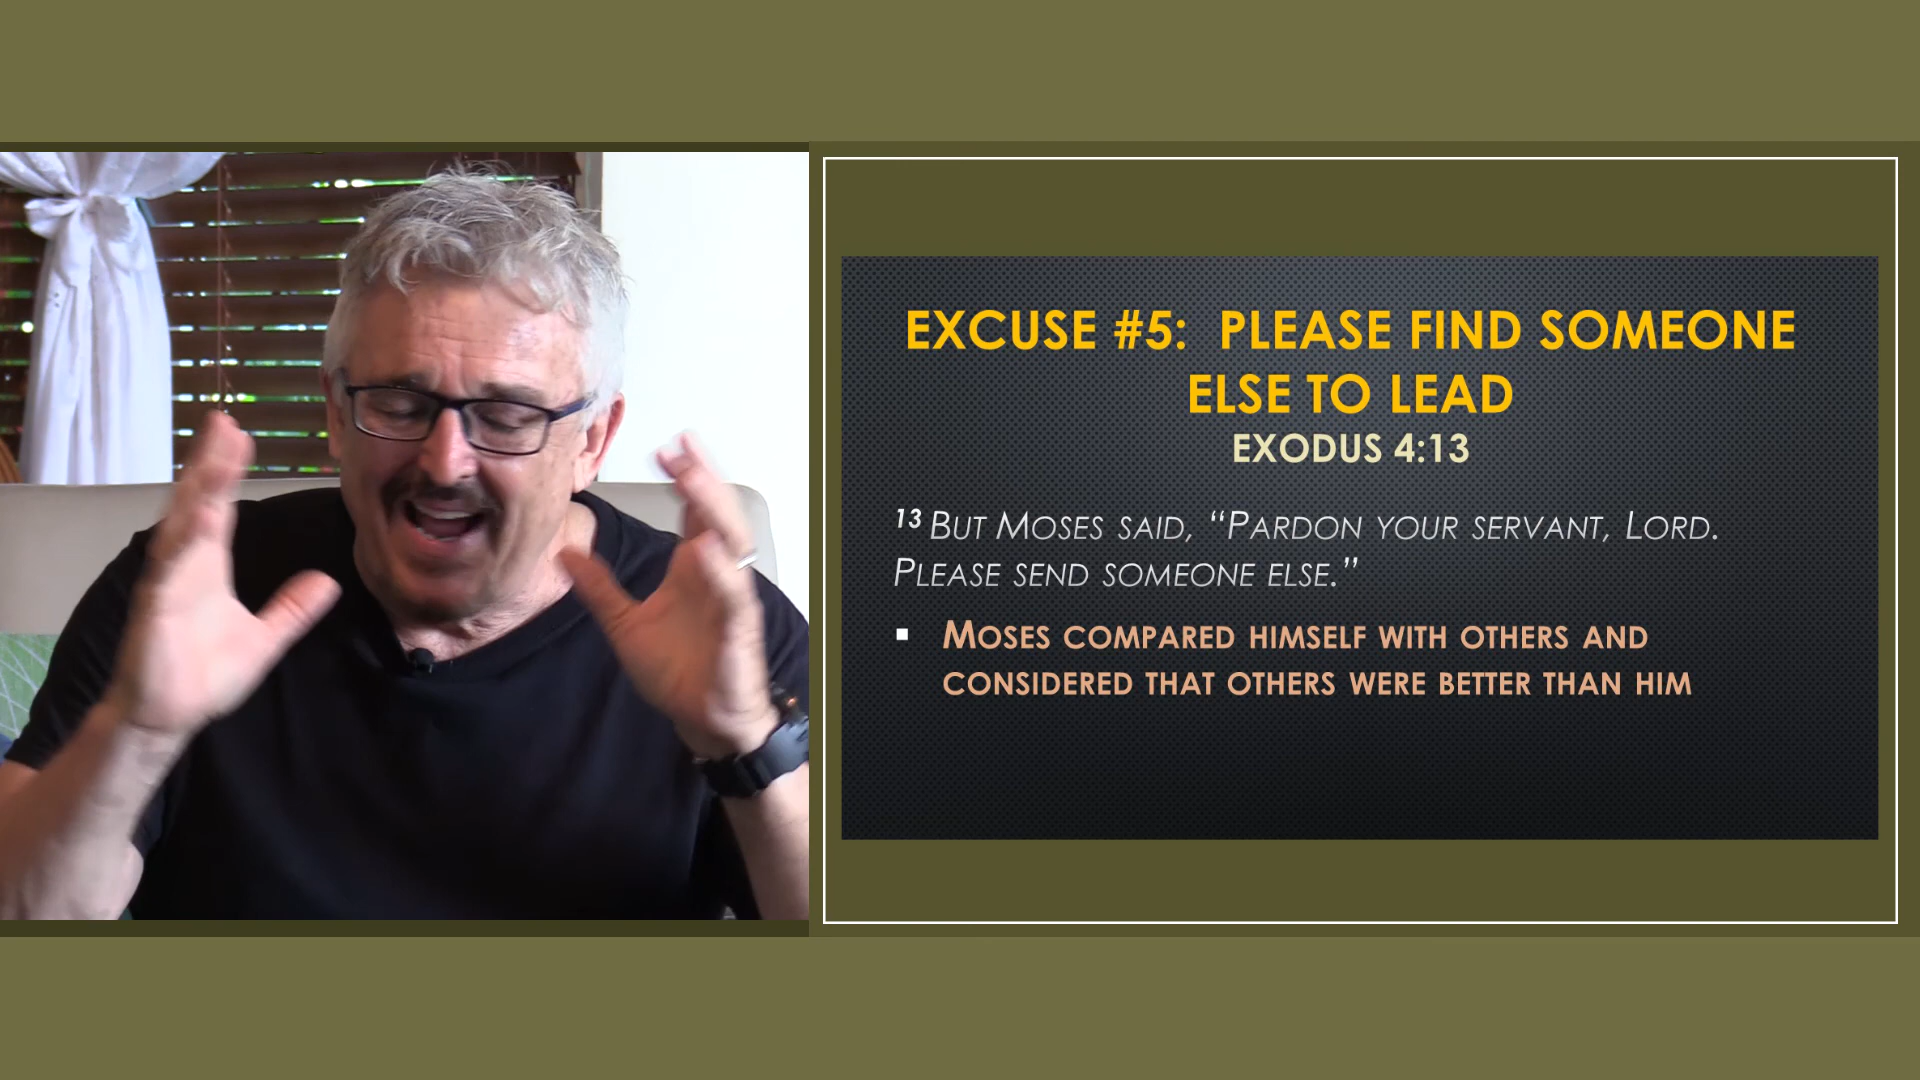 EXCUSE #5: PLEASE FIND SOMEONE
ELSE TO LEAD
EXODUS 4:13
13 BUT MOSES SAID, “PARDON YOUR SERVANT, LORD.
PLEASE SEND SOMEONE ELSE.”
▪ MOSES COMPARED HIMSELF WITH OTHERS AND
CONSIDERED THAT OTHERS WERE BETTER THAN HIM